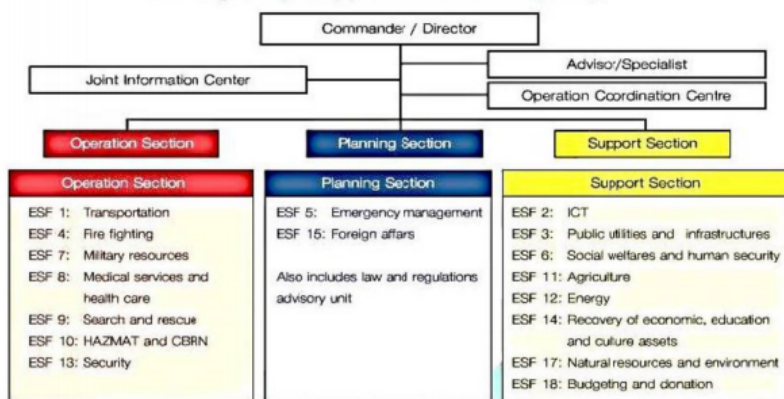 Commander / Director
Joint Information Center
Advisor/Specialist
Operation Coordination Centre
Operation Section
Planning Section
Support Section
Operation Section
ESF 1: Transportation
ESF 4: Fire fighting
ESF 7: Military resources
ESF 8: Medical services and
health care
ESF 9: Search and rescue
ESF 10: HAZMAT and CBRN
ESF 13: Security
Planning Section
ESF 5: Emergency management
ESF 15: Foreign affars
Also includes law and regulations
advisory unit
Support Section
ESF 2: ICT
ESF 3: Public utilities and infrastructures
ESF 6: Social welfares and human security
ESF 11: Agriculture
ESF 12: Energy
ESF 14: Recovery of economic, education
and culture assets
ESF 17: Natural resources and environment
ESF 18: Budgeting and donation